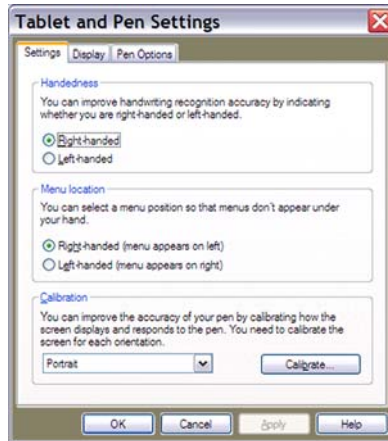 Tablet and Pen Settings
Settings Display Pen Options
Handedness
You can improve handwriting recognition accuracy by indicating
whether you are right-handed or left-handed.
Right-handed
Left-handed
Menu location
You can select a menu position so that menus don't appear under
your hand.
Right-handed (menu appears on left)
Left-handed (menu appears on right)
Calibration
You can improve the accuracy of your pen by calibrating how the
screen displays and responds to the pen. You need to calibrate the
screen for each orientation.
Portrait Calibrate...
OK Cancel Apply Help